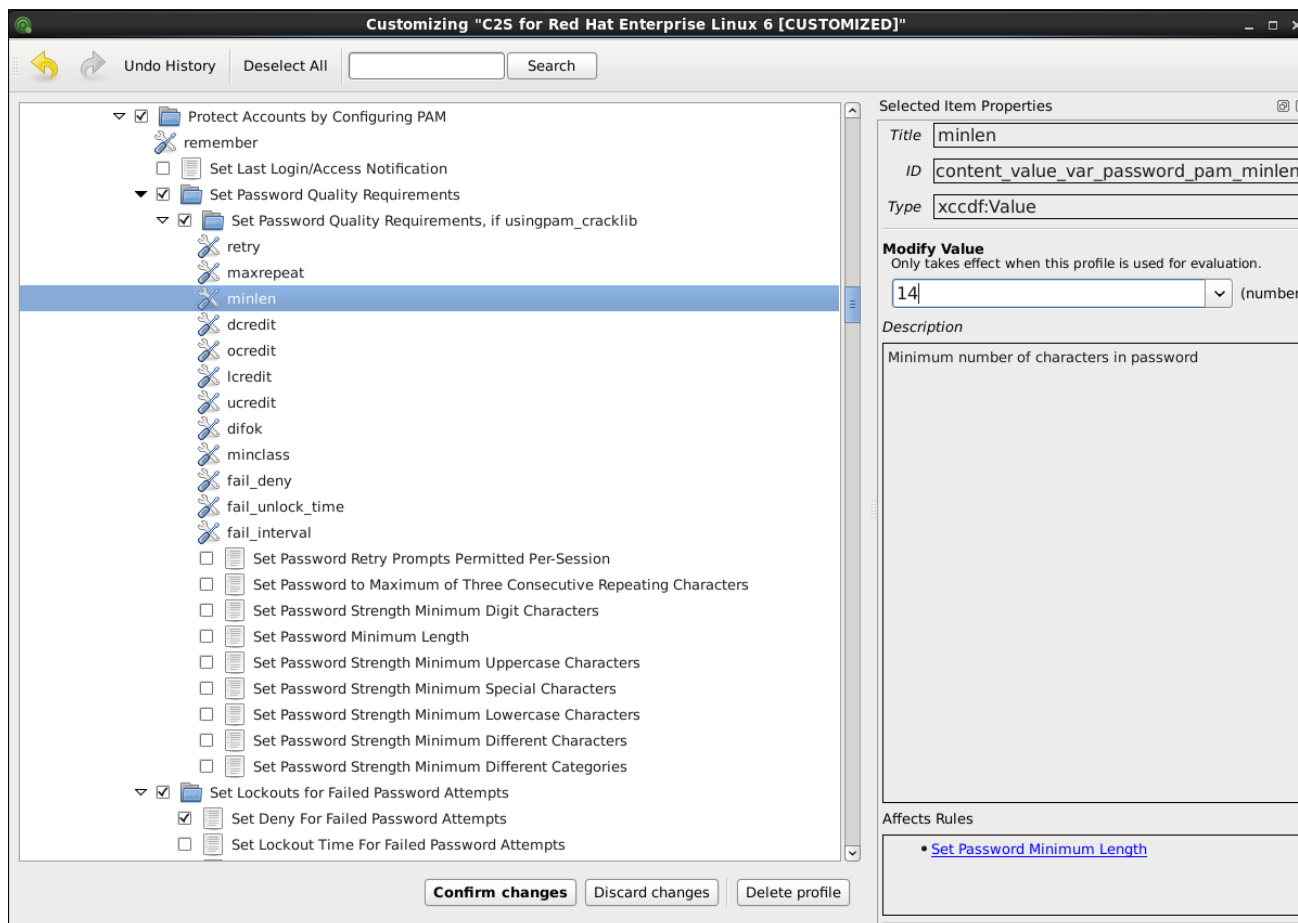 Customizing "C2S for Red Hat Enterprise Linux 6 [CUSTOMIZED]"
Undo History Deselect All Search
Protect Accounts by Configuring PAM
remember
Set Last Login/Access Notification
Set Password Quality Requirements
Set Password Quality Requirements, if usingpam_cracklib
retry
maxrepeat
minlen
dcredit
ocredit
lcredit
ucredit
difok
minclass
fail_deny
fail_unlock_time
fail_interval
Set Password Retry Prompts Permitted Per-Session
Set Password to Maximum of Three Consecutive Repeating Characters
Set Password Strength Minimum Digit Characters
Set Password Minimum Length
Set Password Strength Minimum Uppercase Characters
Set Password Strength Minimum Special Characters
Set Password Strength Minimum Lowercase Characters
Set Password Strength Minimum Different Characters
Set Password Strength Minimum Different Categories
Set Lockouts for Failed Password Attempts
Set Deny For Failed Password Attempts
Set Lockout Time For Failed Password Attempts
Confirm changes Discard changes Delete profile
Selected Item Properties
Title minlen
ID content_value_var_password_pam_minlen
Type xccdf:Value
Modify Value
Only takes effect when this profile is used for evaluation.
14 (number
Description
Minimum number of characters in password
Affects Rules
• Set Password Minimum Length